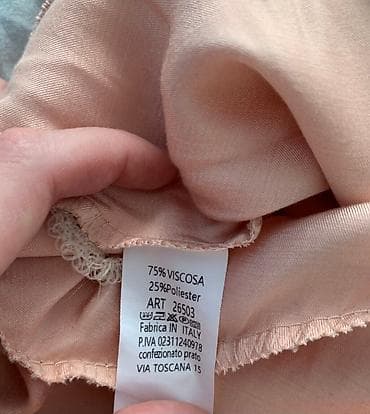 75% VISCOSA
25%Poliester
ART 26503
Fabrica IN ITALY
P.IVA 02311240978
confezionato prato
VIA TOSCANA 15